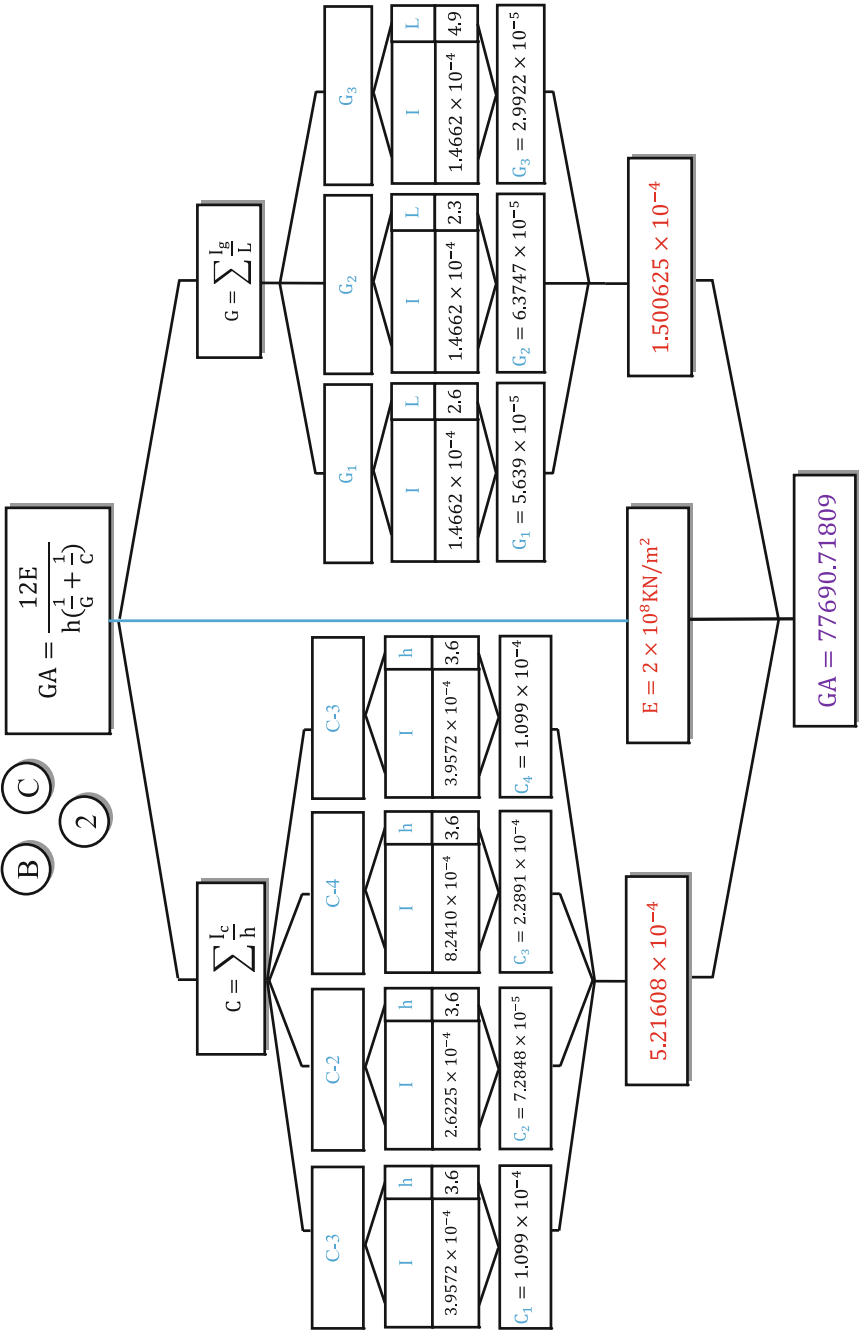 B C
2
GA = 12E / h(1/G + 1/C)
C = ∑ I_c/h
G = ∑ I_g/L
C-3 C-2 C-4 C-3 G₁ G₂ G₃
I h I h I h I h I L I L I L
3.9572 × 10⁻⁴ 3.6 2.6225 × 10⁻⁴ 3.6 8.2410 × 10⁻⁴ 3.6 3.9572 × 10⁻⁴ 3.6 1.4662 × 10⁻⁴ 2.6 1.4662 × 10⁻⁴ 2.3 1.4662 × 10⁻⁴ 4.9
C₁ = 1.099 × 10⁻⁴ C₂ = 7.2848 × 10⁻⁵ C₃ = 2.2891 × 10⁻⁴ C₄ = 1.099 × 10⁻⁴ G₁ = 5.639 × 10⁻⁵ G₂ = 6.3747 × 10⁻⁵ G₃ = 2.9922 × 10⁻⁵
5.21608 × 10⁻⁴ E = 2 × 10⁸KN/m² 1.500625 × 10⁻⁴
GA = 77690.71809